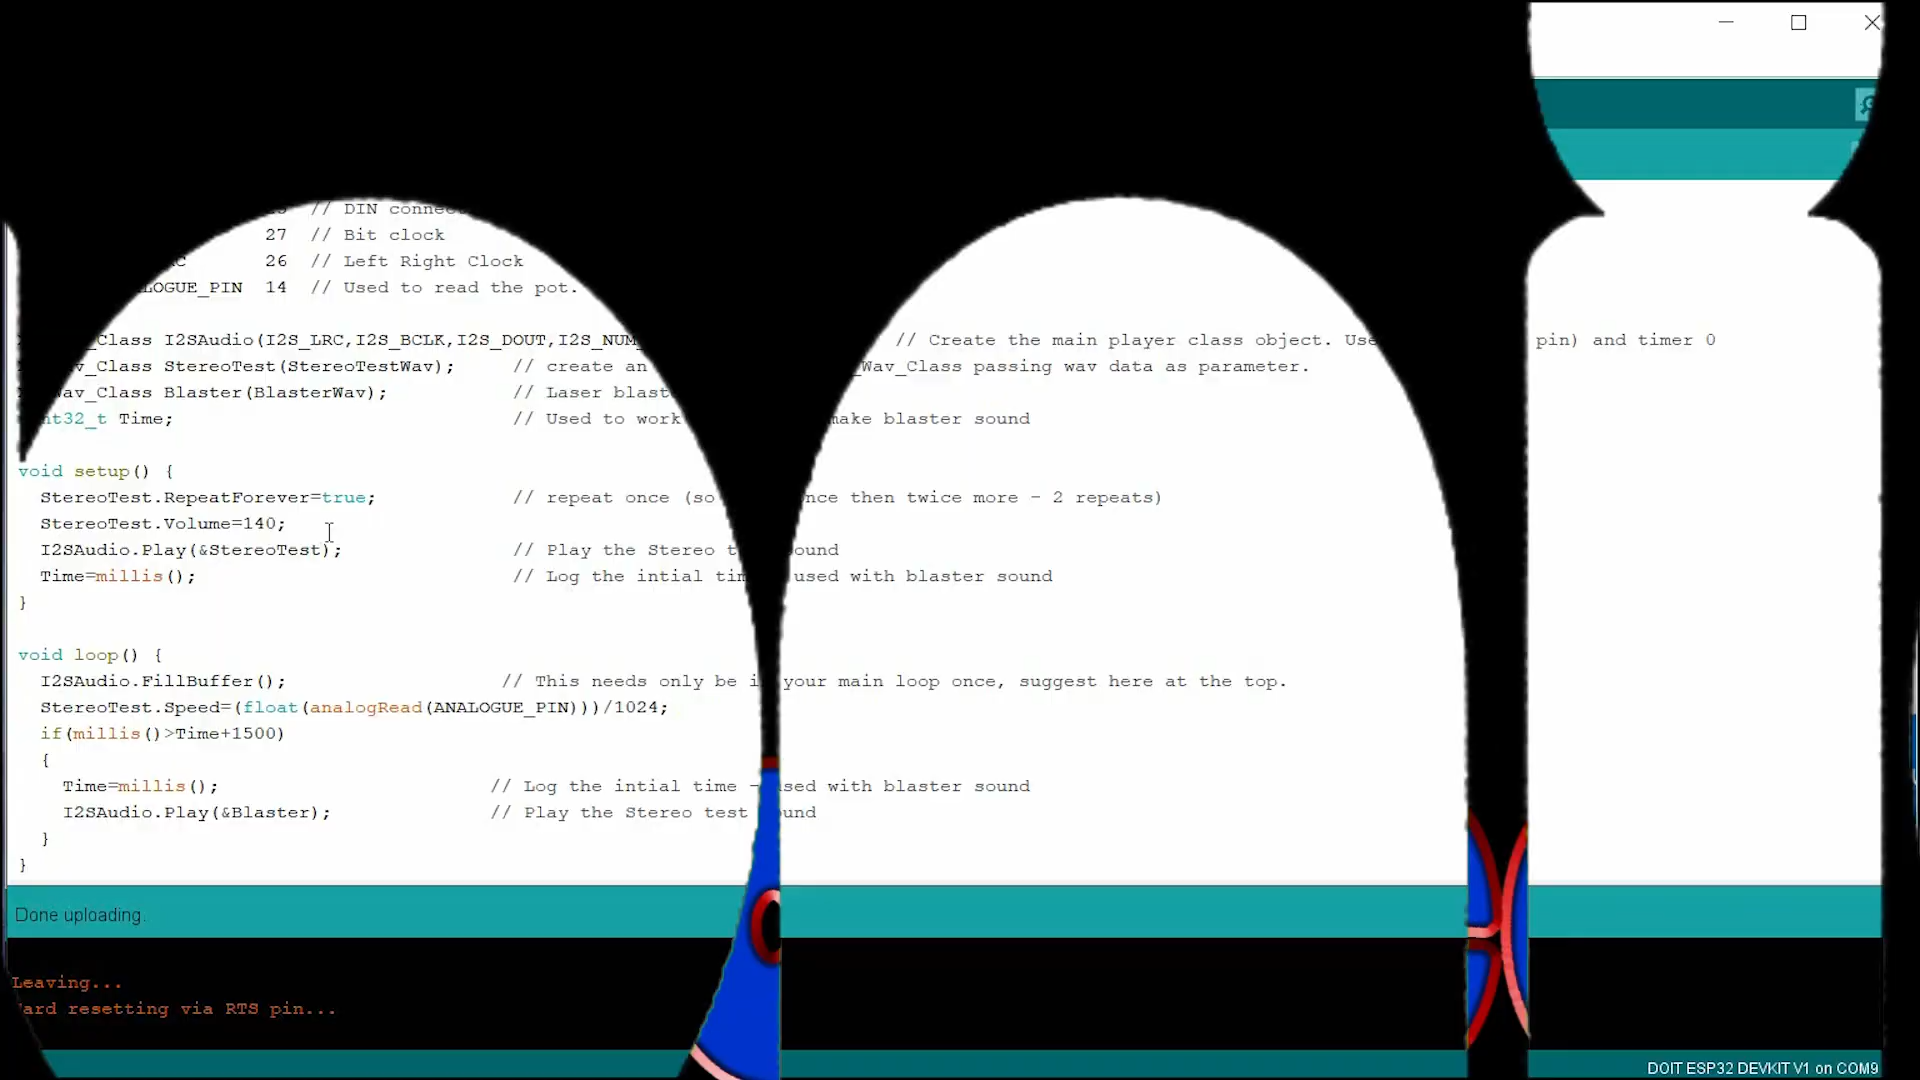 // DIN connec
27 // Bit clock
26 // Left Right Clock
LOGUE_PIN 14 // Used to read the pot.
_Class I2SAudio(I2S_LRC,I2S_BCLK,I2S_DOUT,I2S_NUM_ // Create the main player class object. Use pin) and timer 0
v_Class StereoTest(StereoTestWav); // create an _Wav_Class passing wav data as parameter.
Wav_Class Blaster(BlasterWav); // Laser blast
nt32_t Time; // Used to work make blaster sound
void setup() {
StereoTest.RepeatForever=true; // repeat once (so nce then twice more - 2 repeats)
StereoTest.Volume=140;
I2SAudio.Play(&StereoTest); // Play the Stereo t ound
Time=millis(); // Log the intial tim used with blaster sound
}
void loop() {
I2SAudio.FillBuffer(); // This needs only be i your main loop once, suggest here at the top.
StereoTest.Speed=(float(analogRead(ANALOGUE_PIN)))/1024;
if(millis()>Time+1500)
{
Time=millis(); // Log the intial time - used with blaster sound
I2SAudio.Play(&Blaster); // Play the Stereo test ound
}
}
Done uploading.
Leaving...
ard resetting via RTS pin...
DOIT ESP32 DEVKIT V1 on COM9